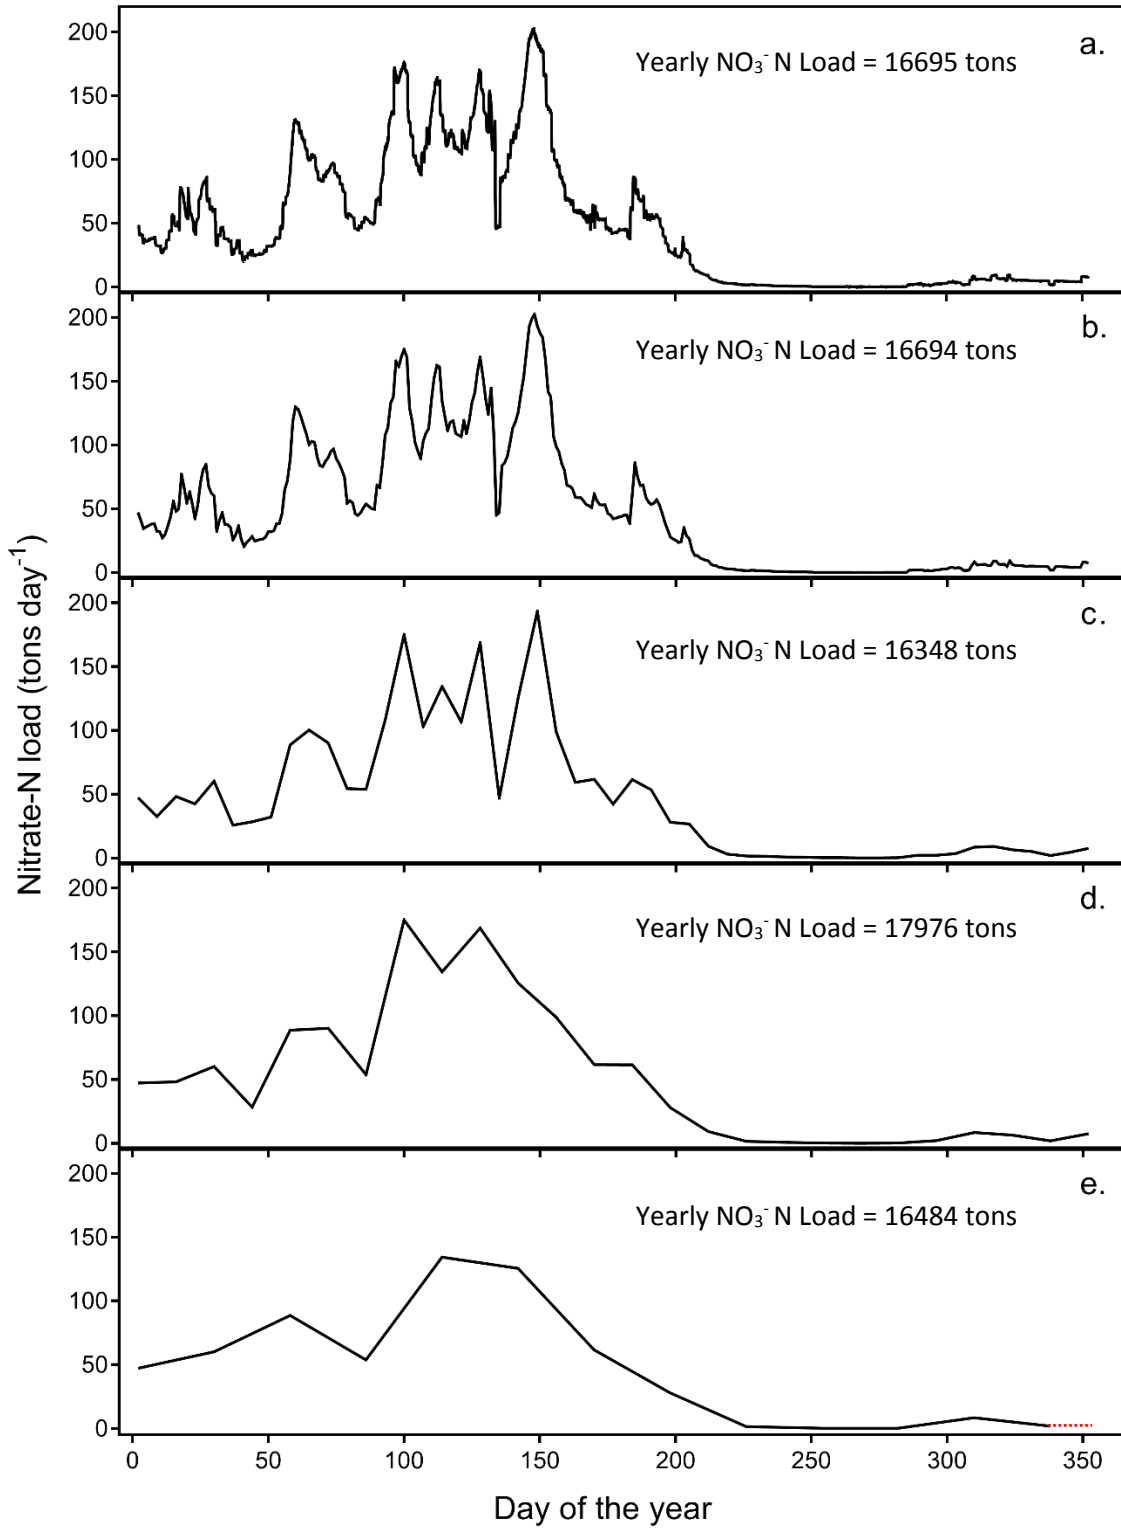 Nitrate-N load (tons day⁻¹)
a.
Yearly NO₃⁻ N Load = 16695 tons
200
150
100
50
0
b.
Yearly NO₃⁻ N Load = 16694 tons
200
150
100
50
0
c.
Yearly NO₃⁻ N Load = 16348 tons
200
150
100
50
0
d.
Yearly NO₃⁻ N Load = 17976 tons
200
150
100
50
0
e.
Yearly NO₃⁻ N Load = 16484 tons
200
150
100
50
0
0 50 100 150 200 250 300 350
Day of the year